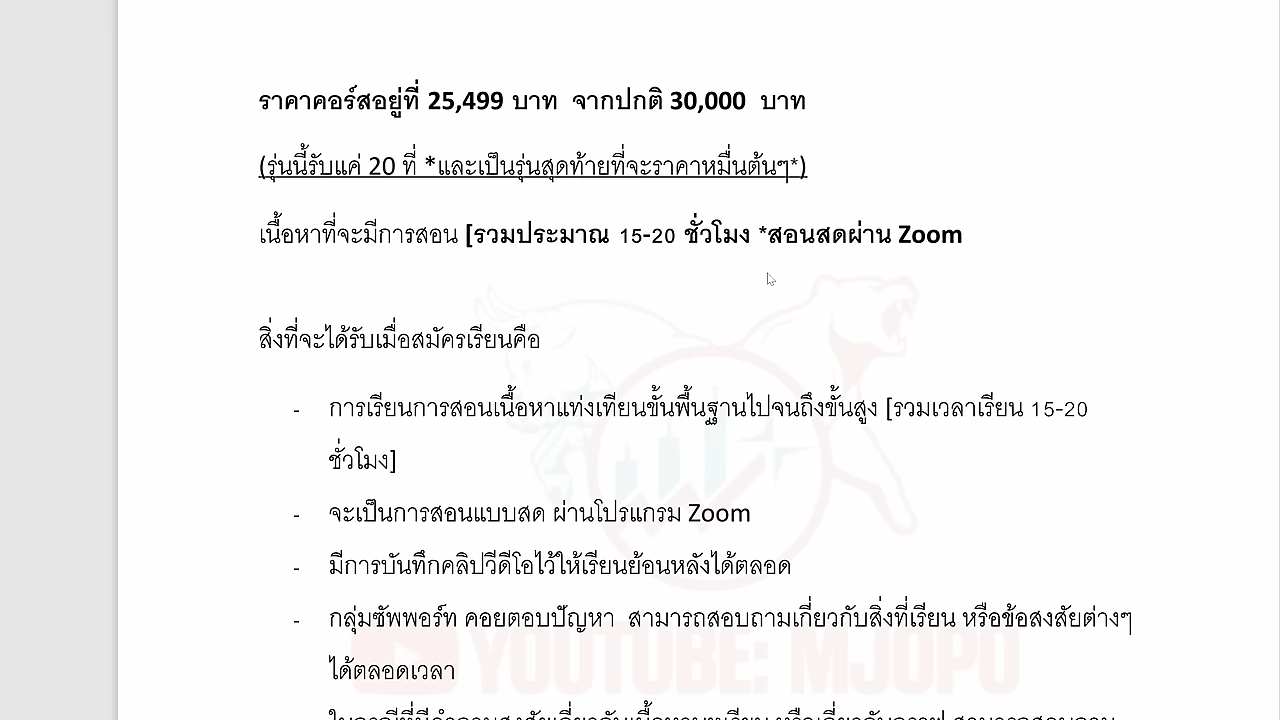 ราคาคอร์สอยู่ที่ 25,499 บาท จากปกติ 30,000 บาท
(รุ่นนี้รับแค่ 20 ที่ *และเป็นรุ่นสุดท้ายที่จะราคาหมื่นต้นๆ*)
เนื้อหาที่จะมีการสอน [รวมประมาณ 15-20 ชั่วโมง *สอนสดผ่าน Zoom
สิ่งที่จะได้รับเมื่อสมัครเรียนคือ
- การเรียนการสอนเนื้อหาแท่งเทียนขั้นพื้นฐานไปจนถึงขั้นสูง [รวมเวลาเรียน 15-20
ชั่วโมง]
- จะเป็นการสอนแบบสด ผ่านโปรแกรม Zoom
- มีการบันทึกคลิปวีดีโอไว้ให้เรียนย้อนหลังได้ตลอด
- กลุ่มซัพพอร์ท คอยตอบปัญหา สามารถสอบถามเกี่ยวกับสิ่งที่เรียน หรือข้อสงสัยต่างๆ
ได้ตลอดเวลา
YOUTUBE: MJOPO